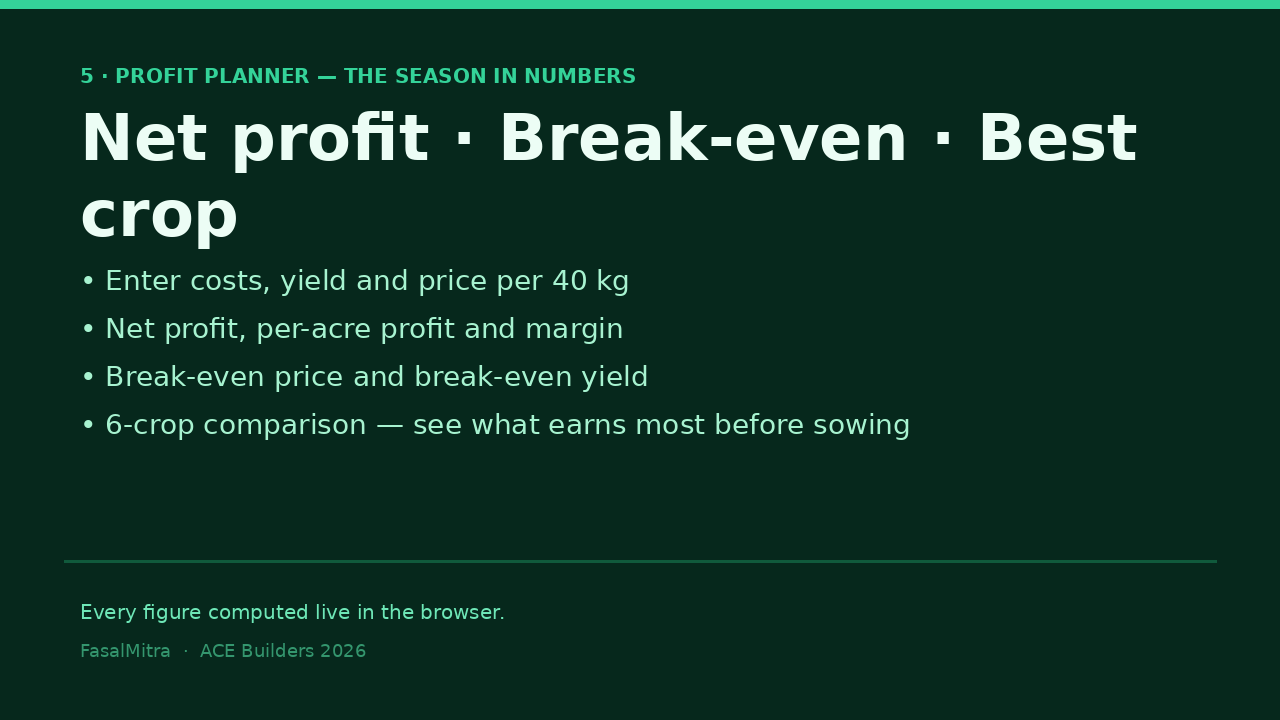 5 · PROFIT PLANNER — THE SEASON IN NUMBERS
Net profit · Break-even · Best
crop
• Enter costs, yield and price per 40 kg
• Net profit, per-acre profit and margin
• Break-even price and break-even yield
• 6-crop comparison — see what earns most before sowing
Every figure computed live in the browser.
FasalMitra · ACE Builders 2026